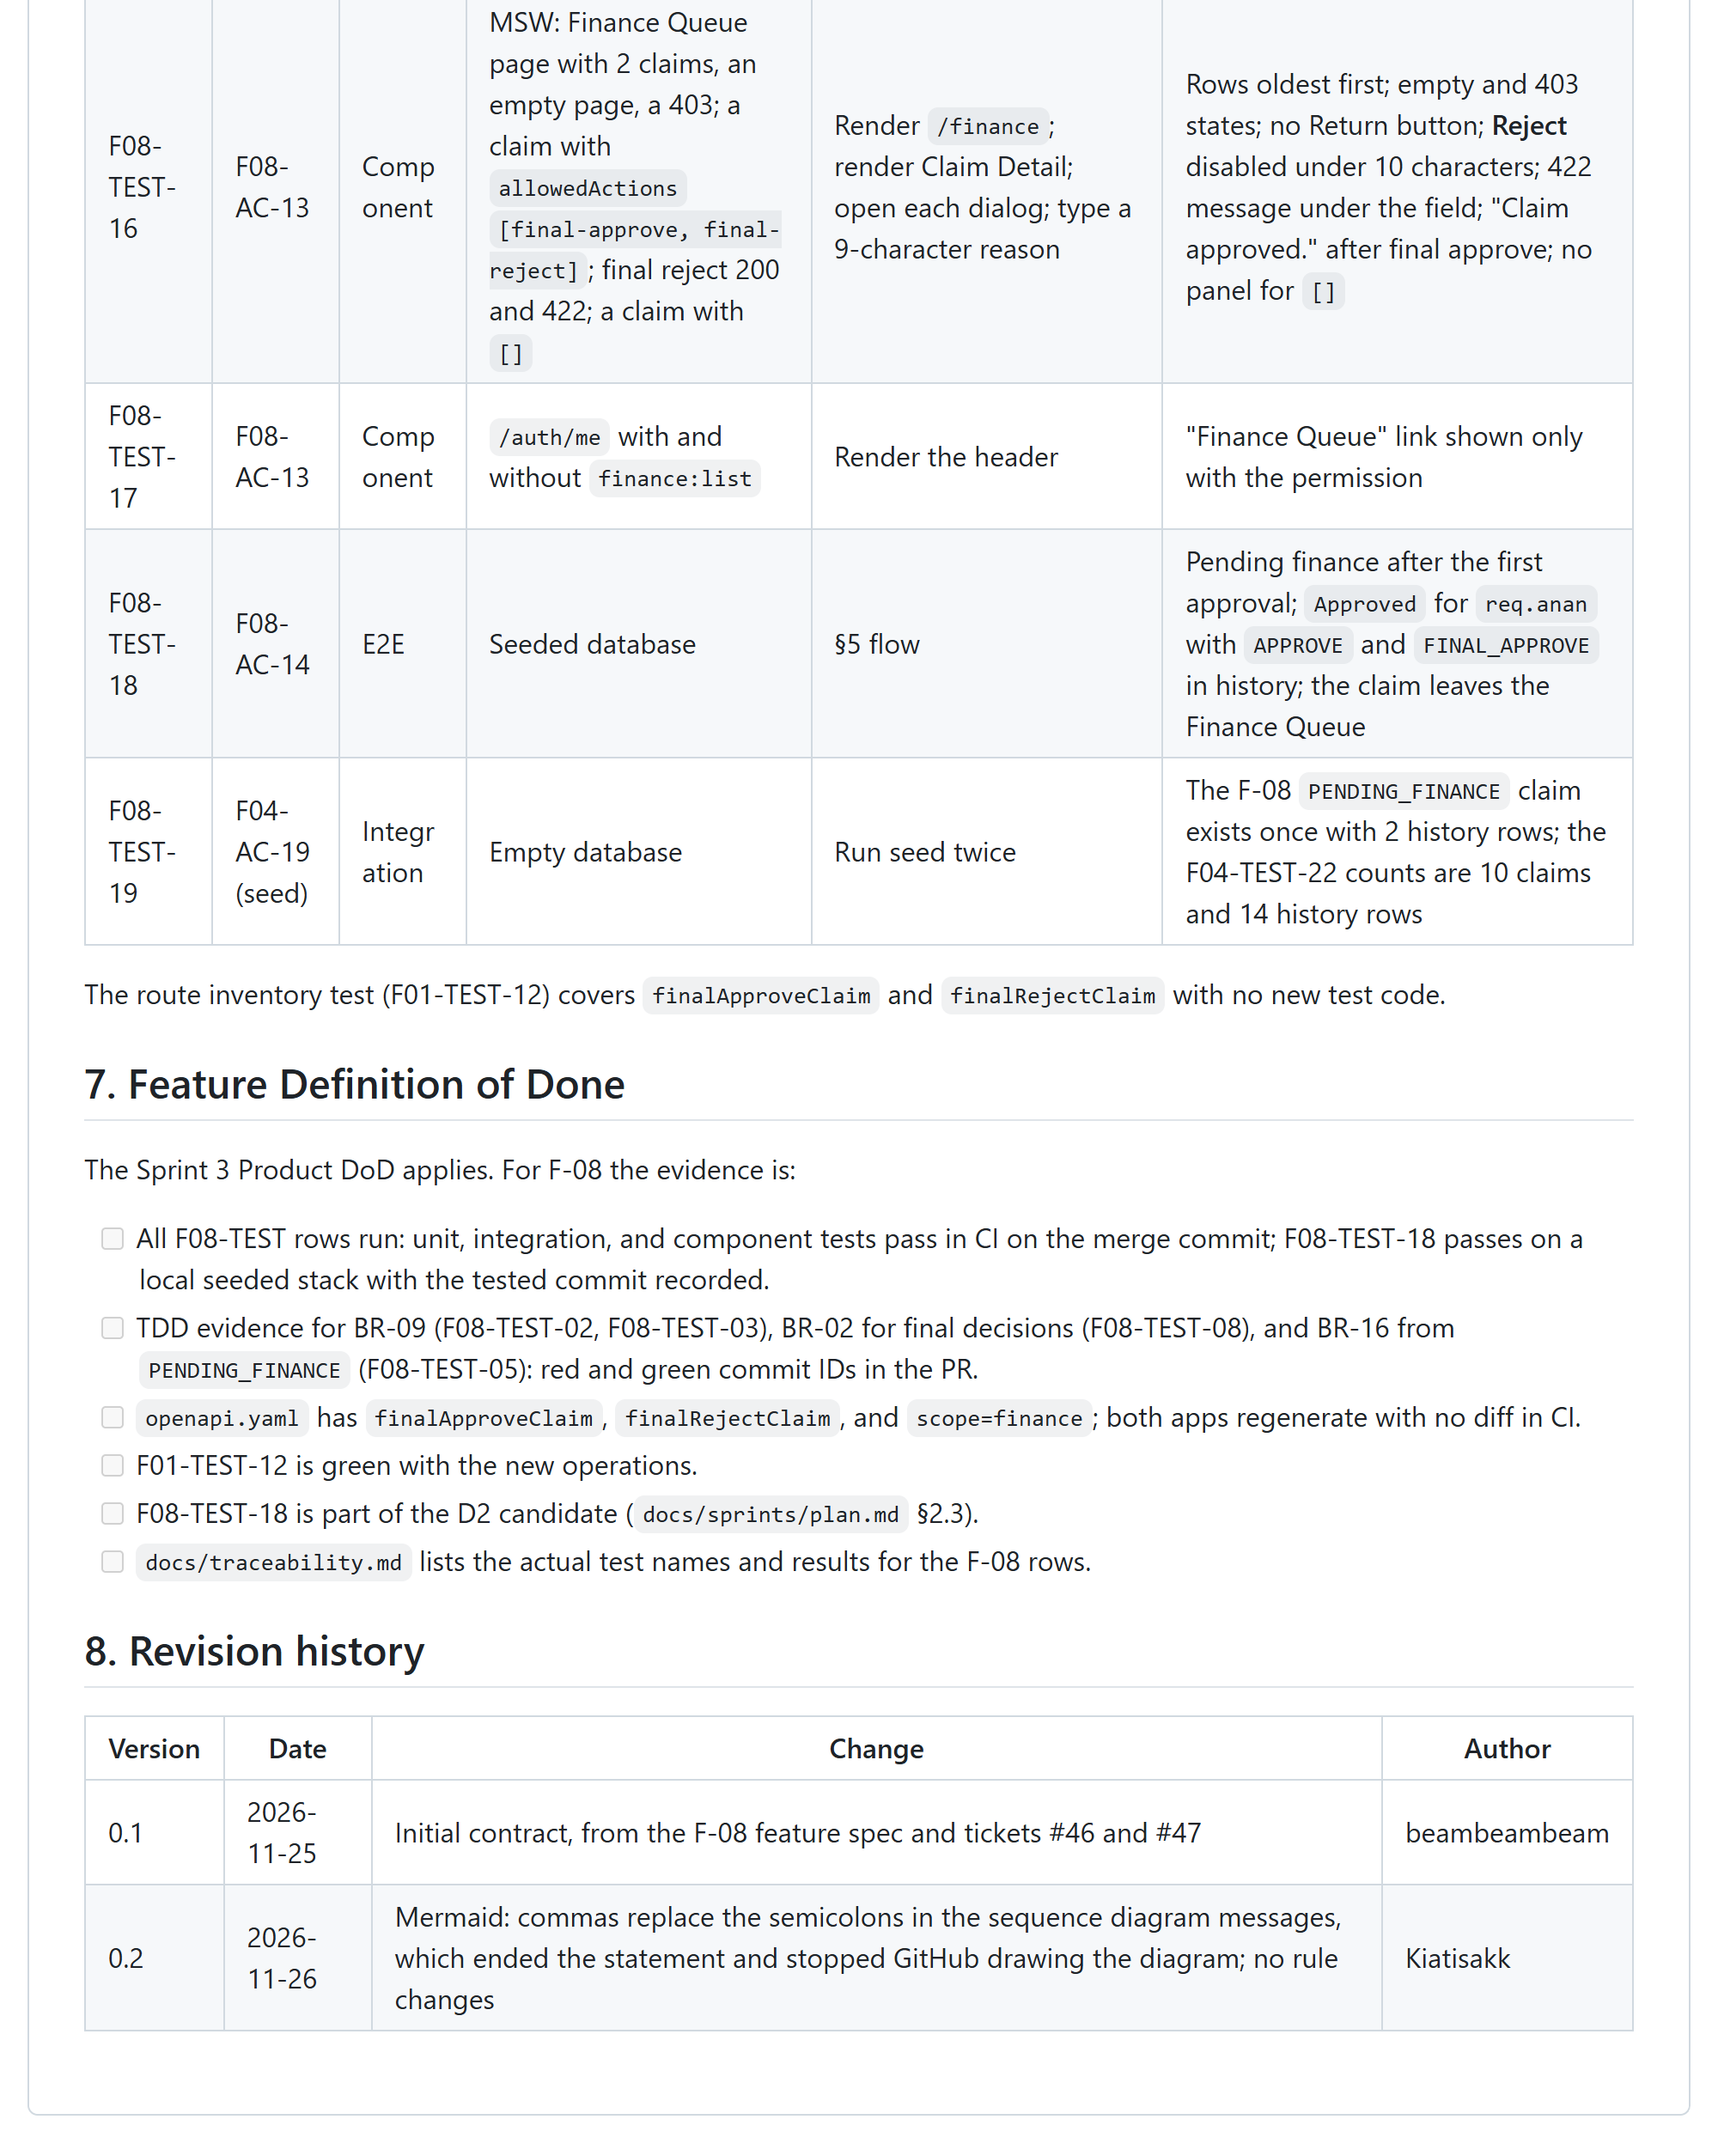 F08-
TEST-
16
F08-
AC-13
Comp
onent
MSW: Finance Queue
page with 2 claims, an
empty page, a 403; a
claim with
allowedActions
[final-approve, final-
reject] ; final reject 200
and 422; a claim with
[]
Render /finance ;
render Claim Detail;
open each dialog; type a
9-character reason
Rows oldest first; empty and 403
states; no Return button; Reject
disabled under 10 characters; 422
message under the field; "Claim
approved." after final approve; no
panel for []
F08-
TEST-
17
F08-
AC-13
Comp
onent
/auth/me with and
without finance:list
Render the header
"Finance Queue" link shown only
with the permission
F08-
TEST-
18
F08-
AC-14
E2E
Seeded database
§5 flow
Pending finance after the first
approval; Approved for req.anan
with APPROVE and FINAL_APPROVE
in history; the claim leaves the
Finance Queue
F08-
TEST-
19
F04-
AC-19
(seed)
Integr
ation
Empty database
Run seed twice
The F-08 PENDING_FINANCE claim
exists once with 2 history rows; the
F04-TEST-22 counts are 10 claims
and 14 history rows
The route inventory test (F01-TEST-12) covers finalApproveClaim and finalRejectClaim with no new test code.
7. Feature Definition of Done
The Sprint 3 Product DoD applies. For F-08 the evidence is:
All F08-TEST rows run: unit, integration, and component tests pass in CI on the merge commit; F08-TEST-18 passes on a
local seeded stack with the tested commit recorded.
TDD evidence for BR-09 (F08-TEST-02, F08-TEST-03), BR-02 for final decisions (F08-TEST-08), and BR-16 from
PENDING_FINANCE (F08-TEST-05): red and green commit IDs in the PR.
openapi.yaml has finalApproveClaim , finalRejectClaim , and scope=finance ; both apps regenerate with no diff in CI.
F01-TEST-12 is green with the new operations.
F08-TEST-18 is part of the D2 candidate ( docs/sprints/plan.md §2.3).
docs/traceability.md lists the actual test names and results for the F-08 rows.
8. Revision history
Version Date Change Author
0.1
2026-
11-25
Initial contract, from the F-08 feature spec and tickets #46 and #47
beambeambeam
0.2
2026-
11-26
Mermaid: commas replace the semicolons in the sequence diagram messages,
which ended the statement and stopped GitHub drawing the diagram; no rule
changes
Kiatisakk